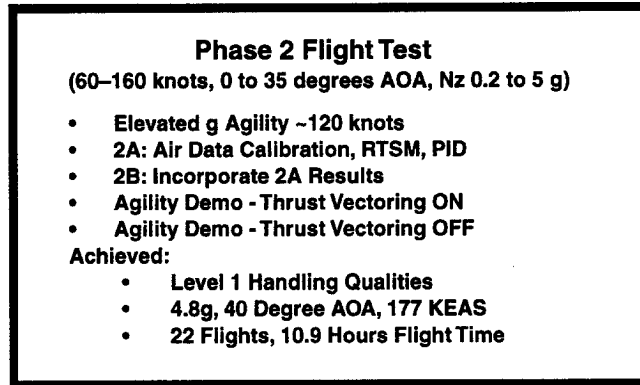 Phase 2 Flight Test
(60–160 knots, 0 to 35 degrees AOA, Nz 0.2 to 5 g)
• Elevated g Agility ~120 knots
• 2A: Air Data Calibration, RTSM, PID
• 2B: Incorporate 2A Results
• Agility Demo - Thrust Vectoring ON
• Agility Demo - Thrust Vectoring OFF
Achieved:
• Level 1 Handling Qualities
• 4.8g, 40 Degree AOA, 177 KEAS
• 22 Flights, 10.9 Hours Flight Time